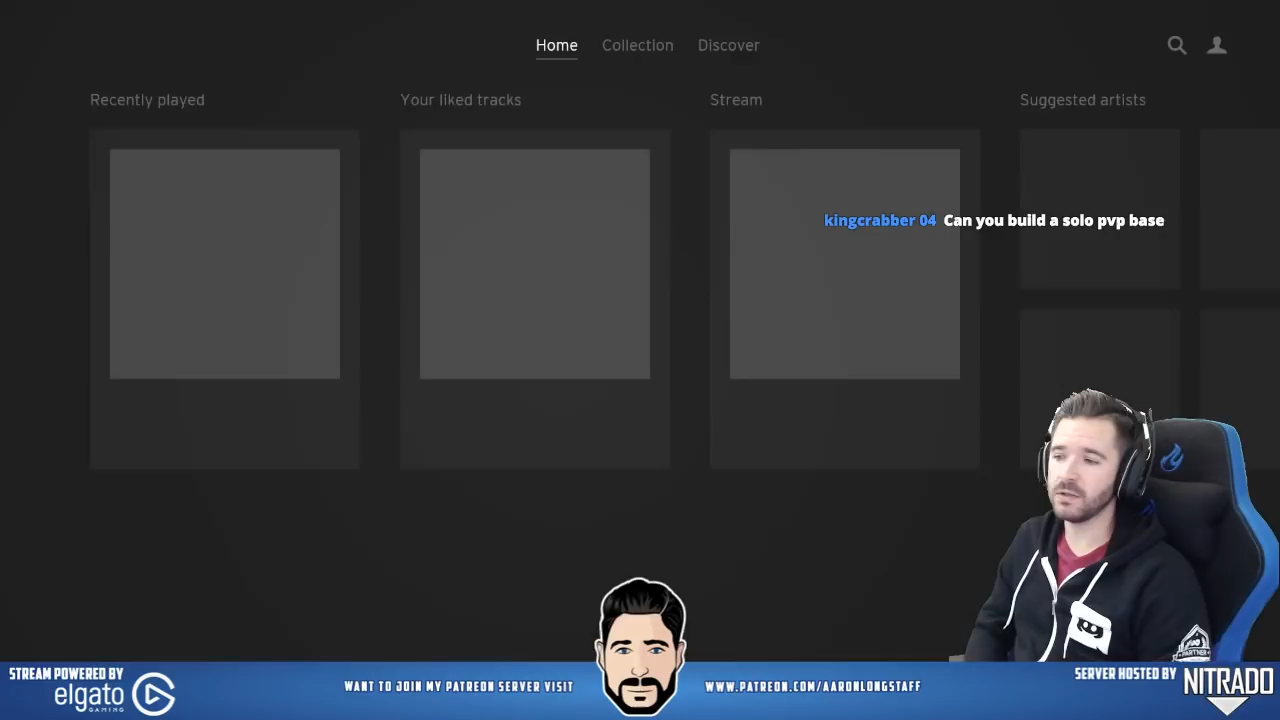 Home Collection Discover
Recently played
Your liked tracks
Stream
Suggested artists
kingcrabber 04 Can you build a solo pvp base
PARTNER
STREAM POWERED BY
elgato
GAMING
WANT TO JOIN MY PATREON SERVER VISIT
WWW.PATREON.COM/AARONLONGSTAFF
SERVER HOSTED BY
NITRADO